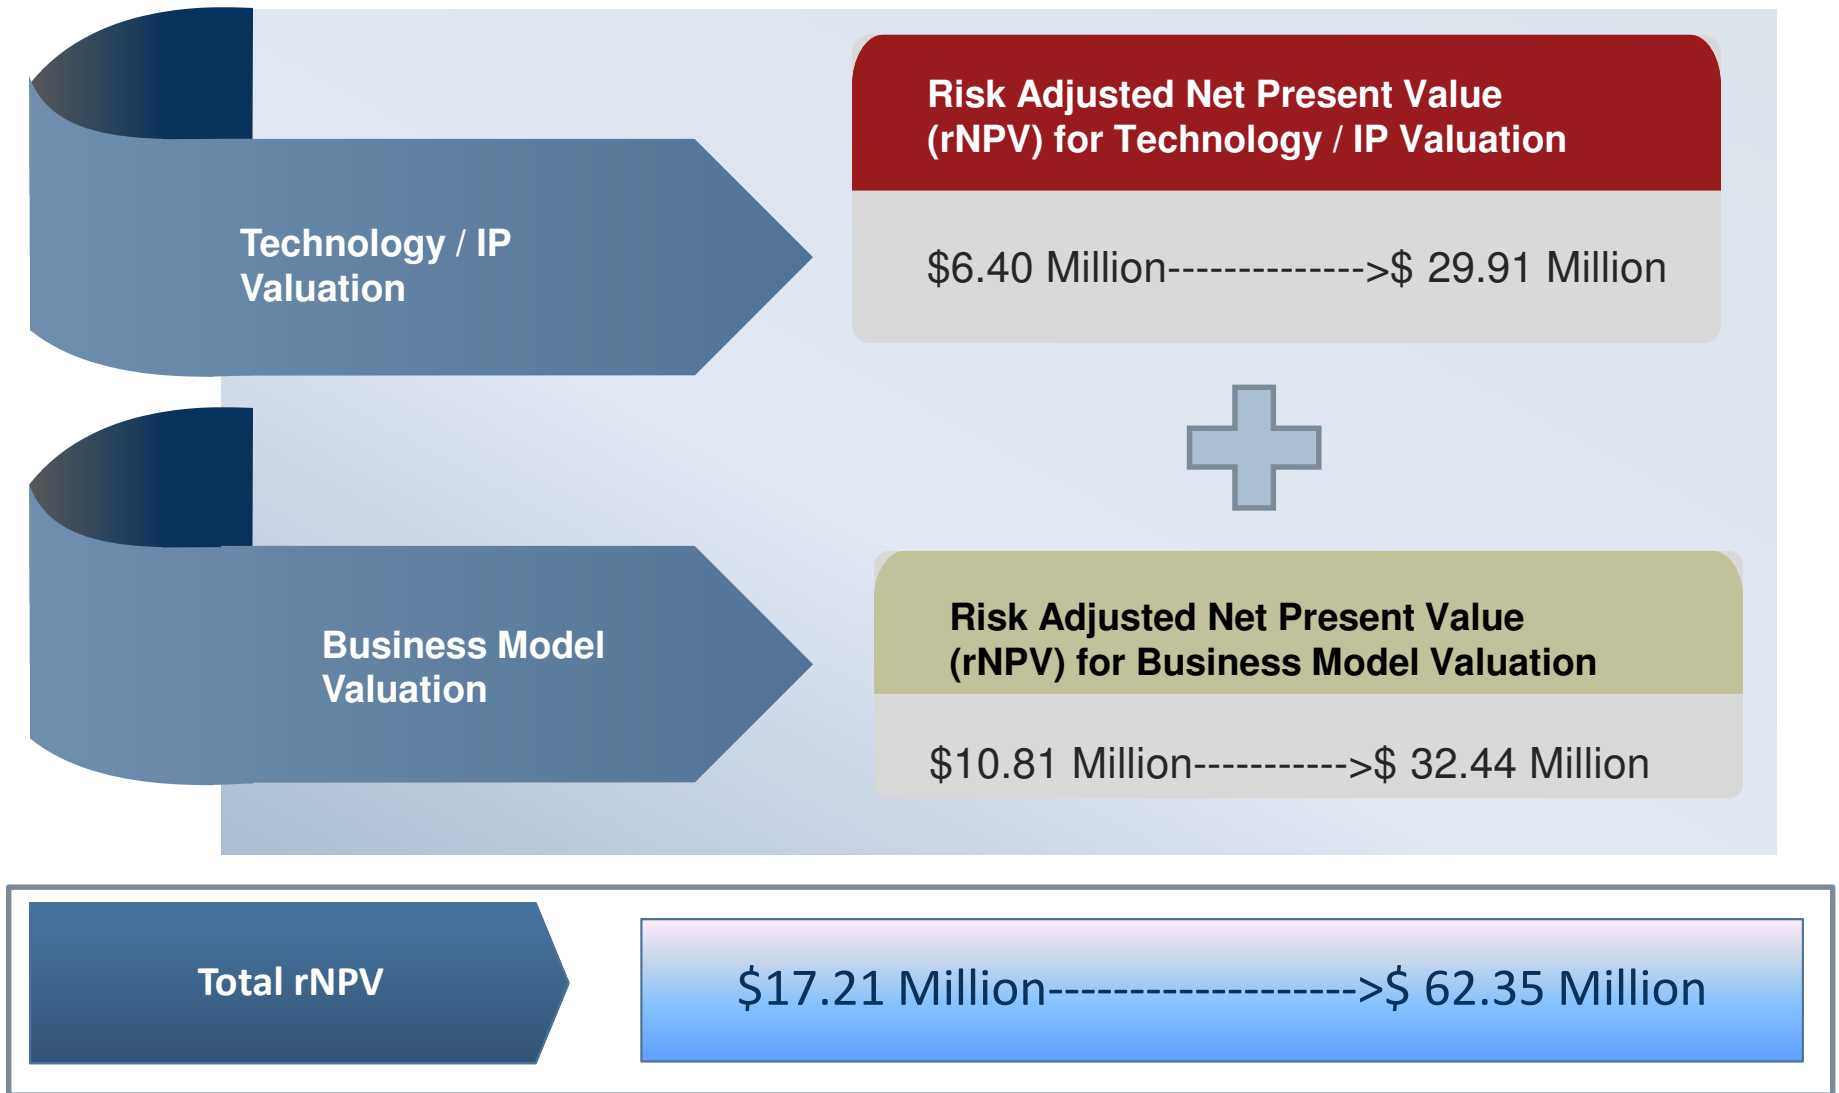 Technology / IP
Valuation
Risk Adjusted Net Present Value
(rNPV) for Technology / IP Valuation
$6.40 Million-------------->$ 29.91 Million
Business Model
Valuation
Risk Adjusted Net Present Value
(rNPV) for Business Model Valuation
$10.81 Million----------->$ 32.44 Million
Total rNPV
$17.21 Million------------------->$ 62.35 Million